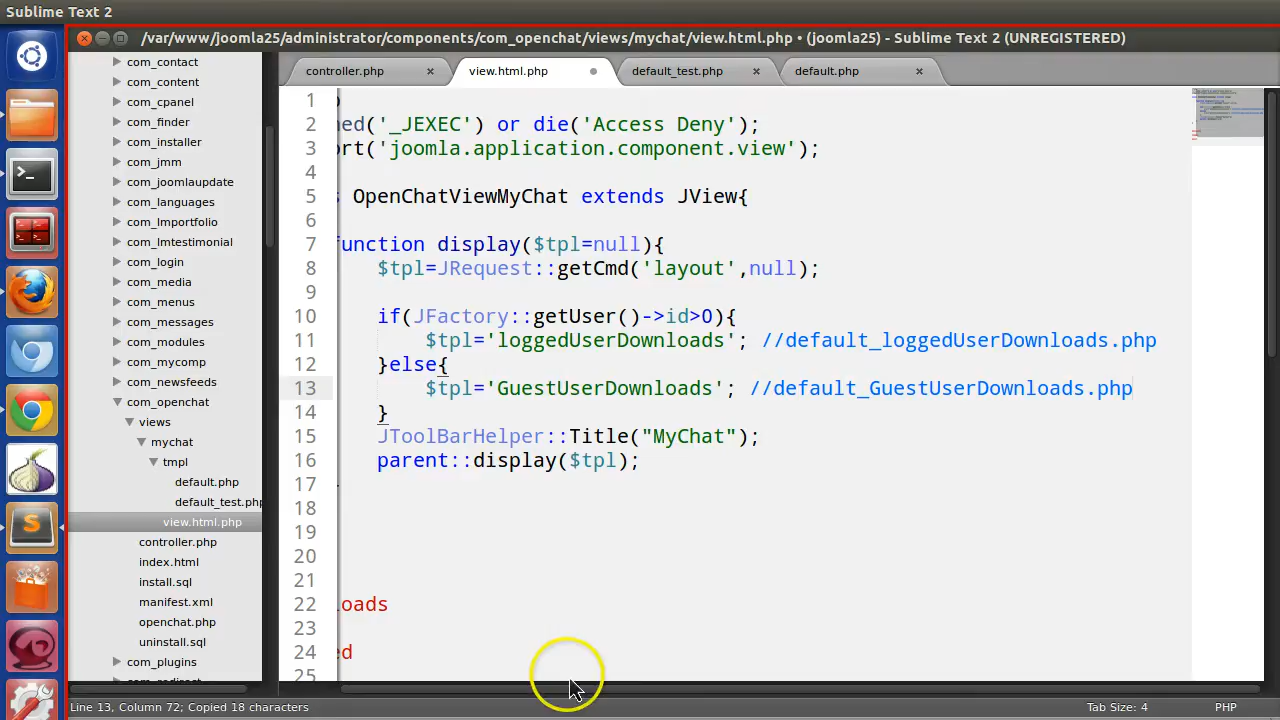 Sublime Text 2
/var/www/joomla25/administrator/components/com_openchat/views/mychat/view.html.php • (joomla25) - Sublime Text 2 (UNREGISTERED)
com_contact
com_content
com_cpanel
com_finder
com_installer
com_jmm
com_joomlaupdate
com_languages
com_lmportfolio
com_lmtestimonial
com_login
com_media
com_menus
com_messages
com_modules
com_mycomp
com_newsfeeds
com_openchat
views
mychat
tmpl
default.php
default_test.php
view.html.php
controller.php
index.html
install.sql
manifest.xml
openchat.php
uninstall.sql
com_plugins
controller.php × view.html.php default_test.php × default.php ×
1
2 ned('_JEXEC') or die('Access Deny');
3 ort('joomla.application.component.view');
4
5 s OpenChatViewMyChat extends JView{
6
7 function display($tpl=null){
8 $tpl=JRequest::getCmd('layout',null);
9
10 if(JFactory::getUser()->id>0){
11 $tpl='loggedUserDownloads'; //default_loggedUserDownloads.php
12 }else{
13 $tpl='GuestUserDownloads'; //default_GuestUserDownloads.php
14 }
15 JToolBarHelper::Title("MyChat");
16 parent::display($tpl);
17
18
19
20
21
22 loads
23
24 ed
25
Line 13, Column 72; Copied 18 characters Tab Size: 4 PHP